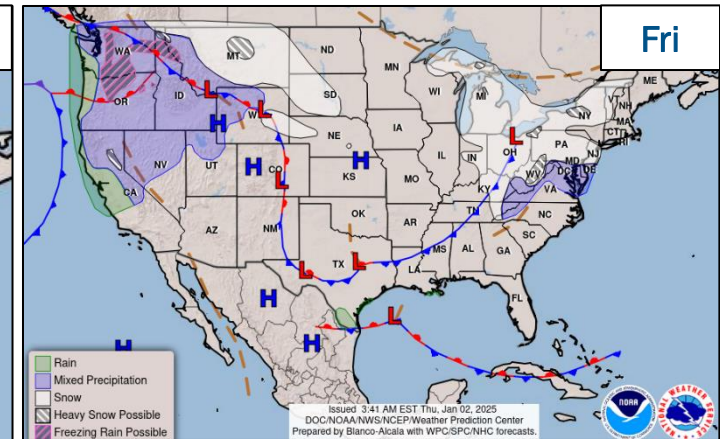 Fri
WA
MT
ND
MN
ME
OR
ID
W
SD
WI
MI
VT
NH
NY
MA
CT
RI
NE
IA
PA
NJ
NV
UT
CO
IL
IN
OH
MD
DE
DC
WV
VA
CA
KS
MO
KY
AZ
NM
OK
AR
TN
NC
SC
TX
LA
MS
AL
GA
FL
H
H
H
H
H
H
L
L
L
L
L
L
L
Rain
Mixed Precipitation
Snow
Heavy Snow Possible
Freezing Rain Possible
Issued 3:41 AM EST Thu, Jan 02, 2025
DOC/NOAA/NWS/NCEP/Weather Prediction Center
Prepared by Blanco-Alcala with WPC/SPC/NHC forecasts.
NOAA
NATIONAL WEATHER SERVICE